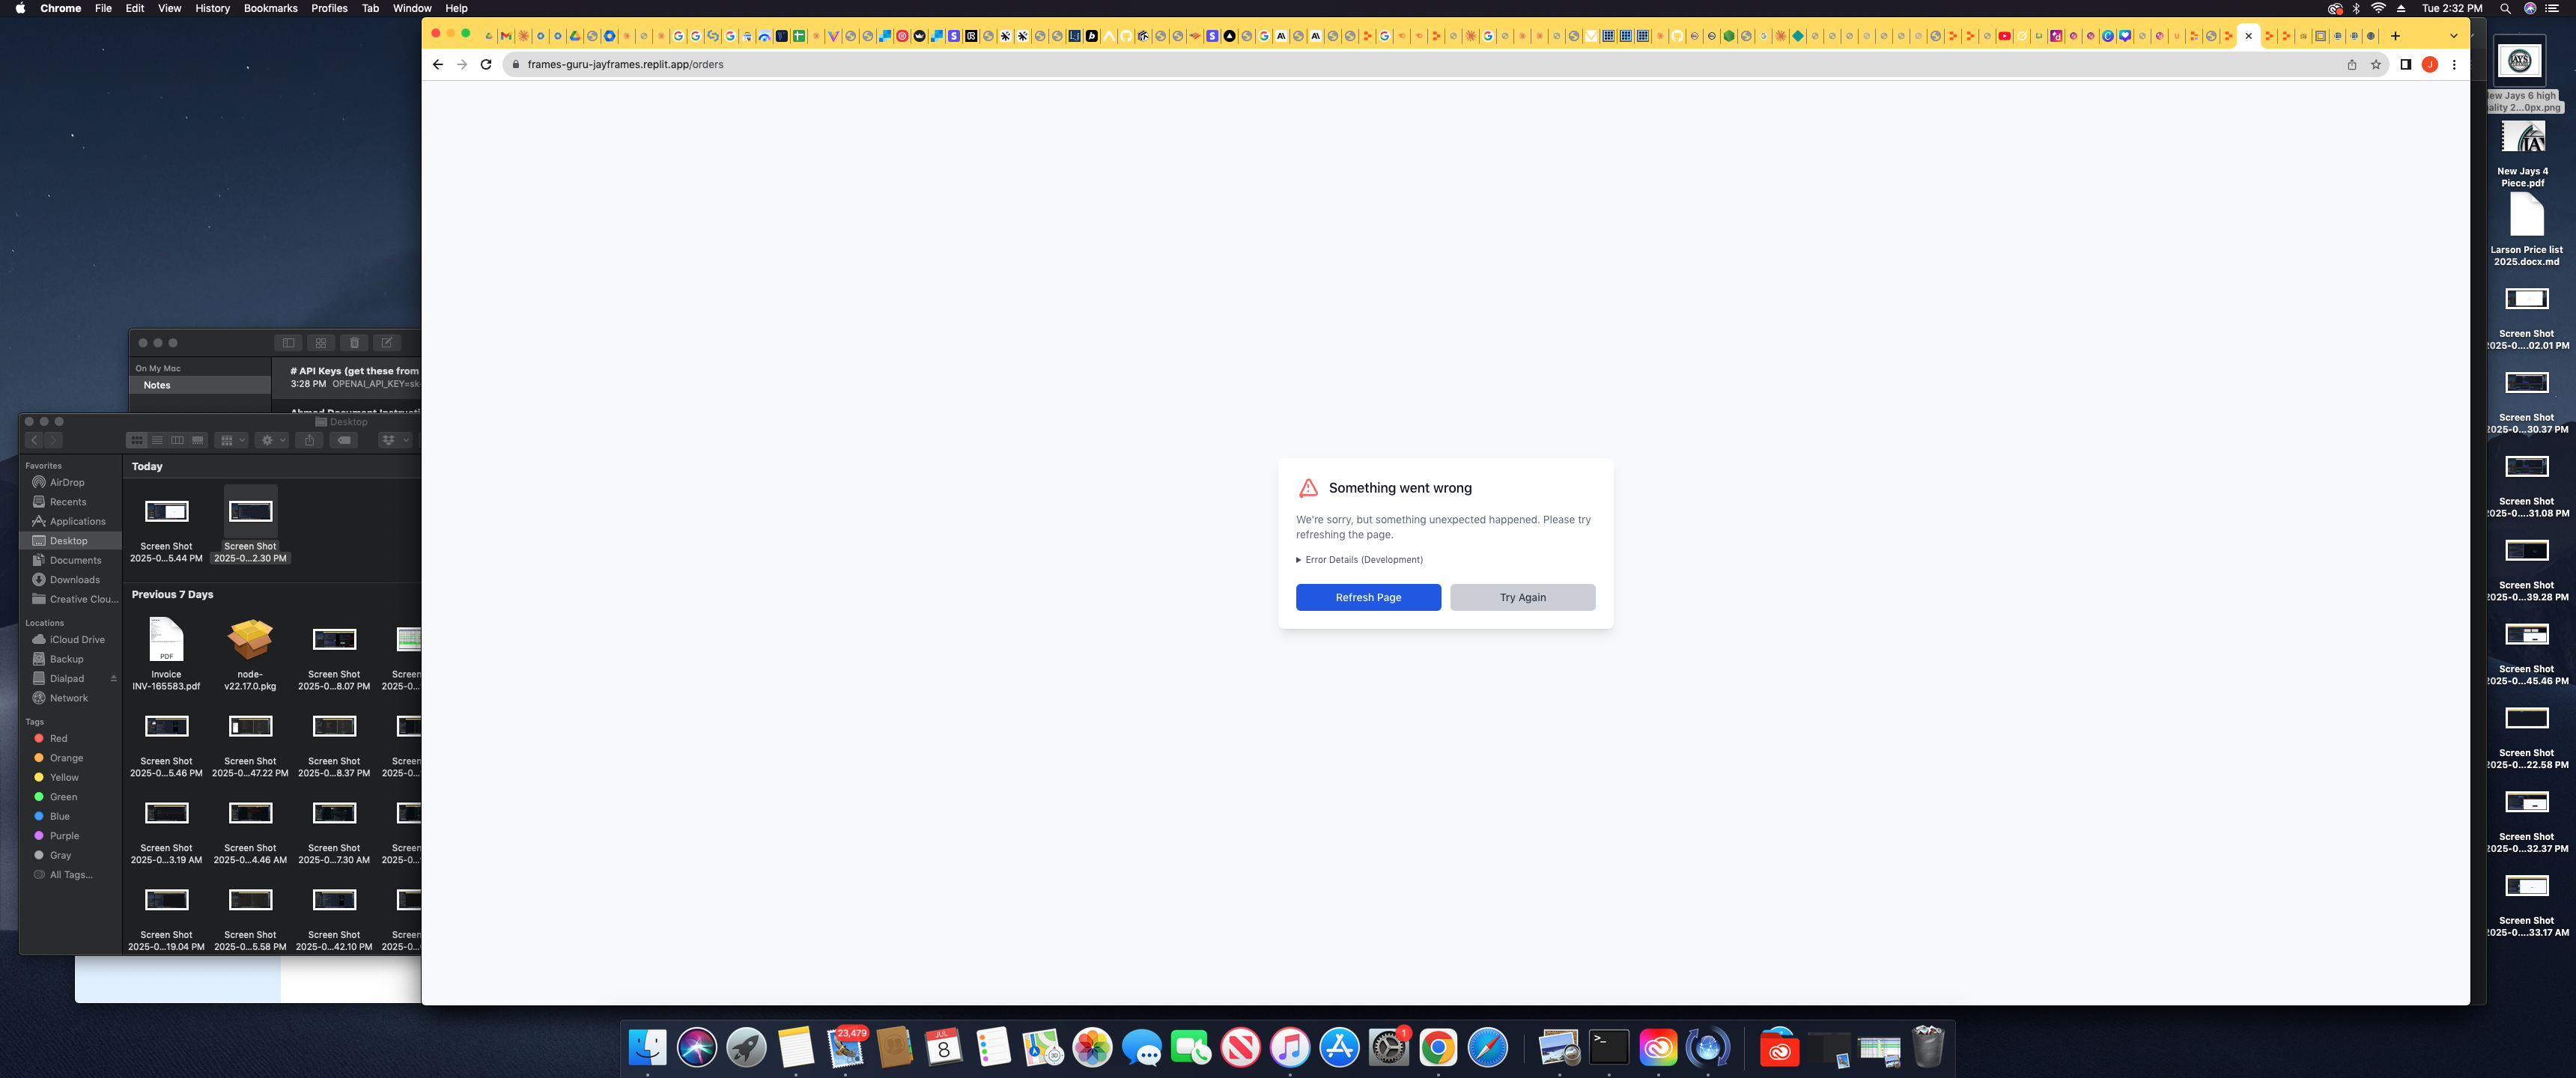 Chrome File Edit View History Bookmarks Profiles Tab Window Help
Tue 2:32 PM
frames-guru-jayframes.replit.app/orders
J
On My Mac
Notes
# API Keys (get these from
3:28 PM OPENAI_API_KEY=sk-
Desktop
Favorites
AirDrop
Recents
Applications
Desktop
Documents
Downloads
Creative Clou...
Locations
iCloud Drive
Backup
Dialpad
Network
Tags
Red
Orange
Yellow
Green
Blue
Purple
Gray
All Tags...
Today
Screen Shot
2025-0...5.44 PM
Screen Shot
2025-0...2.30 PM
Previous 7 Days
PDF
Invoice
INV-165583.pdf
node-
v22.17.0.pkg
Screen Shot
2025-0...8.07 PM
Screen
2025-0...
Screen Shot
2025-0...5.46 PM
Screen Shot
2025-0...47.22 PM
Screen Shot
2025-0...8.37 PM
Screen
2025-0...
Screen Shot
2025-0...3.19 AM
Screen Shot
2025-0...4.46 AM
Screen Shot
2025-0...7.30 AM
Screen
2025-0...
Screen Shot
2025-0...19.04 PM
Screen Shot
2025-0...5.58 PM
Screen Shot
2025-0...42.10 PM
Screen
2025-0...
Something went wrong
We're sorry, but something unexpected happened. Please try
refreshing the page.
Error Details (Development)
Refresh Page
Try Again
JAYS
New Jays 6 high
ality 2...0px.png
New Jays 4
Piece.pdf
Larson Price list
2025.docx.md
Screen Shot
2025-0....02.01 PM
Screen Shot
2025-0...30.37 PM
Screen Shot
2025-0....31.08 PM
Screen Shot
2025-0...39.28 PM
Screen Shot
2025-0...45.46 PM
Screen Shot
2025-0...22.58 PM
Screen Shot
2025-0...32.37 PM
Screen Shot
2025-0....33.17 AM
23,479
JUL
8
3D
1